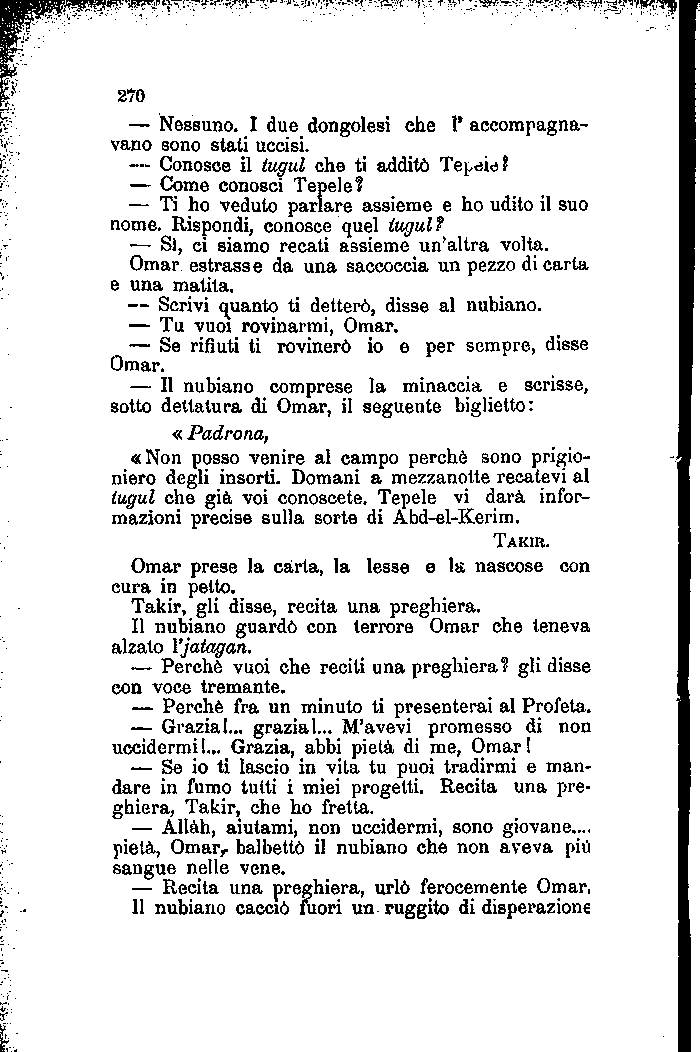 270
— Nessuno. I due dongolesi che l' accompagna-
vano sono stati uccisi.
— Conosce il tugul che ti additò Tepele?
— Come conosci Tepele?
— Ti ho veduto parlare assieme e ho udito il suo
nome. Rispondi, conosce quel tugul?
— Sì, ci siamo recati assieme un'altra volta.
Omar estrasse da una saccoccia un pezzo di carta
e una matita.
— Scrivi quanto ti detterò, disse al nubiano.
— Tu vuoi rovinarmi, Omar.
— Se rifiuti ti rovinerò io e per sempre, disse
Omar.
— Il nubiano comprese la minaccia e scrisse,
sotto dettatura di Omar, il seguente biglietto:
« Padrona,
« Non posso venire al campo perchè sono prigio-
niero degli insorti. Domani a mezzanotte recatevi al
tugul che già voi conoscete. Tepele vi darà infor-
mazioni precise sulla sorte di Abd-el-Kerim.
TAKIR.
Omar prese la carta, la lesse e la nascose con
cura in petto.
Takir, gli disse, recita una preghiera.
Il nubiano guardò con terrore Omar che teneva
alzato l'jatagan.
— Perchè vuoi che reciti una preghiera? gli disse
con voce tremante.
— Perchè fra un minuto ti presenterai al Profeta.
— Grazia!... grazia!... M'avevi promesso di non
uccidermi!... Grazia, abbi pietà di me, Omar!
— Se io ti lascio in vita tu puoi tradirmi e man-
dare in fumo tutti i miei progetti. Recita una pre-
ghiera, Takir, che ho fretta.
— Allàh, aiutami, non uccidermi, sono giovane....
pietà, Omar, balbettò il nubiano che non aveva più
sangue nelle vene.
— Recita una preghiera, urlò ferocemente Omar.
Il nubiano cacciò fuori un ruggito di disperazione